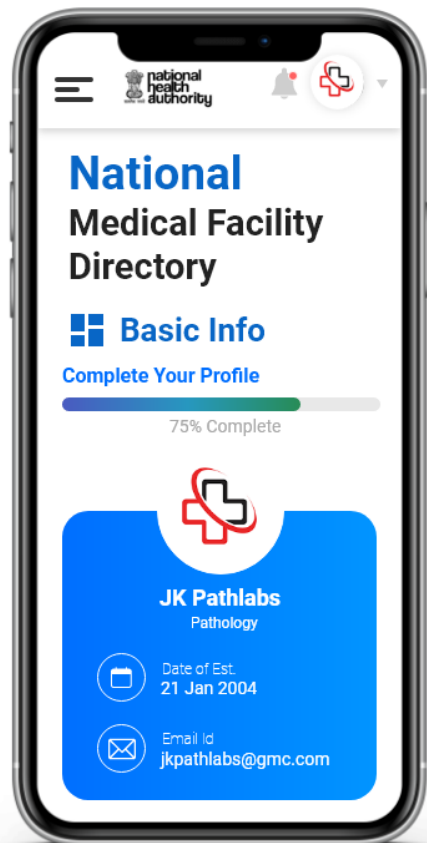 national
health
authority
National
Medical Facility
Directory
Basic Info
Complete Your Profile
75% Complete
JK Pathlabs
Pathology
Date of Est.
21 Jan 2004
Email Id
jkpathlabs@gmc.com